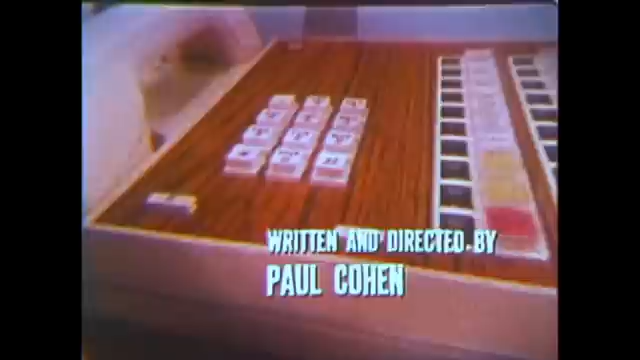 WRITTEN AND DIRECTED BY
PAUL COHEN